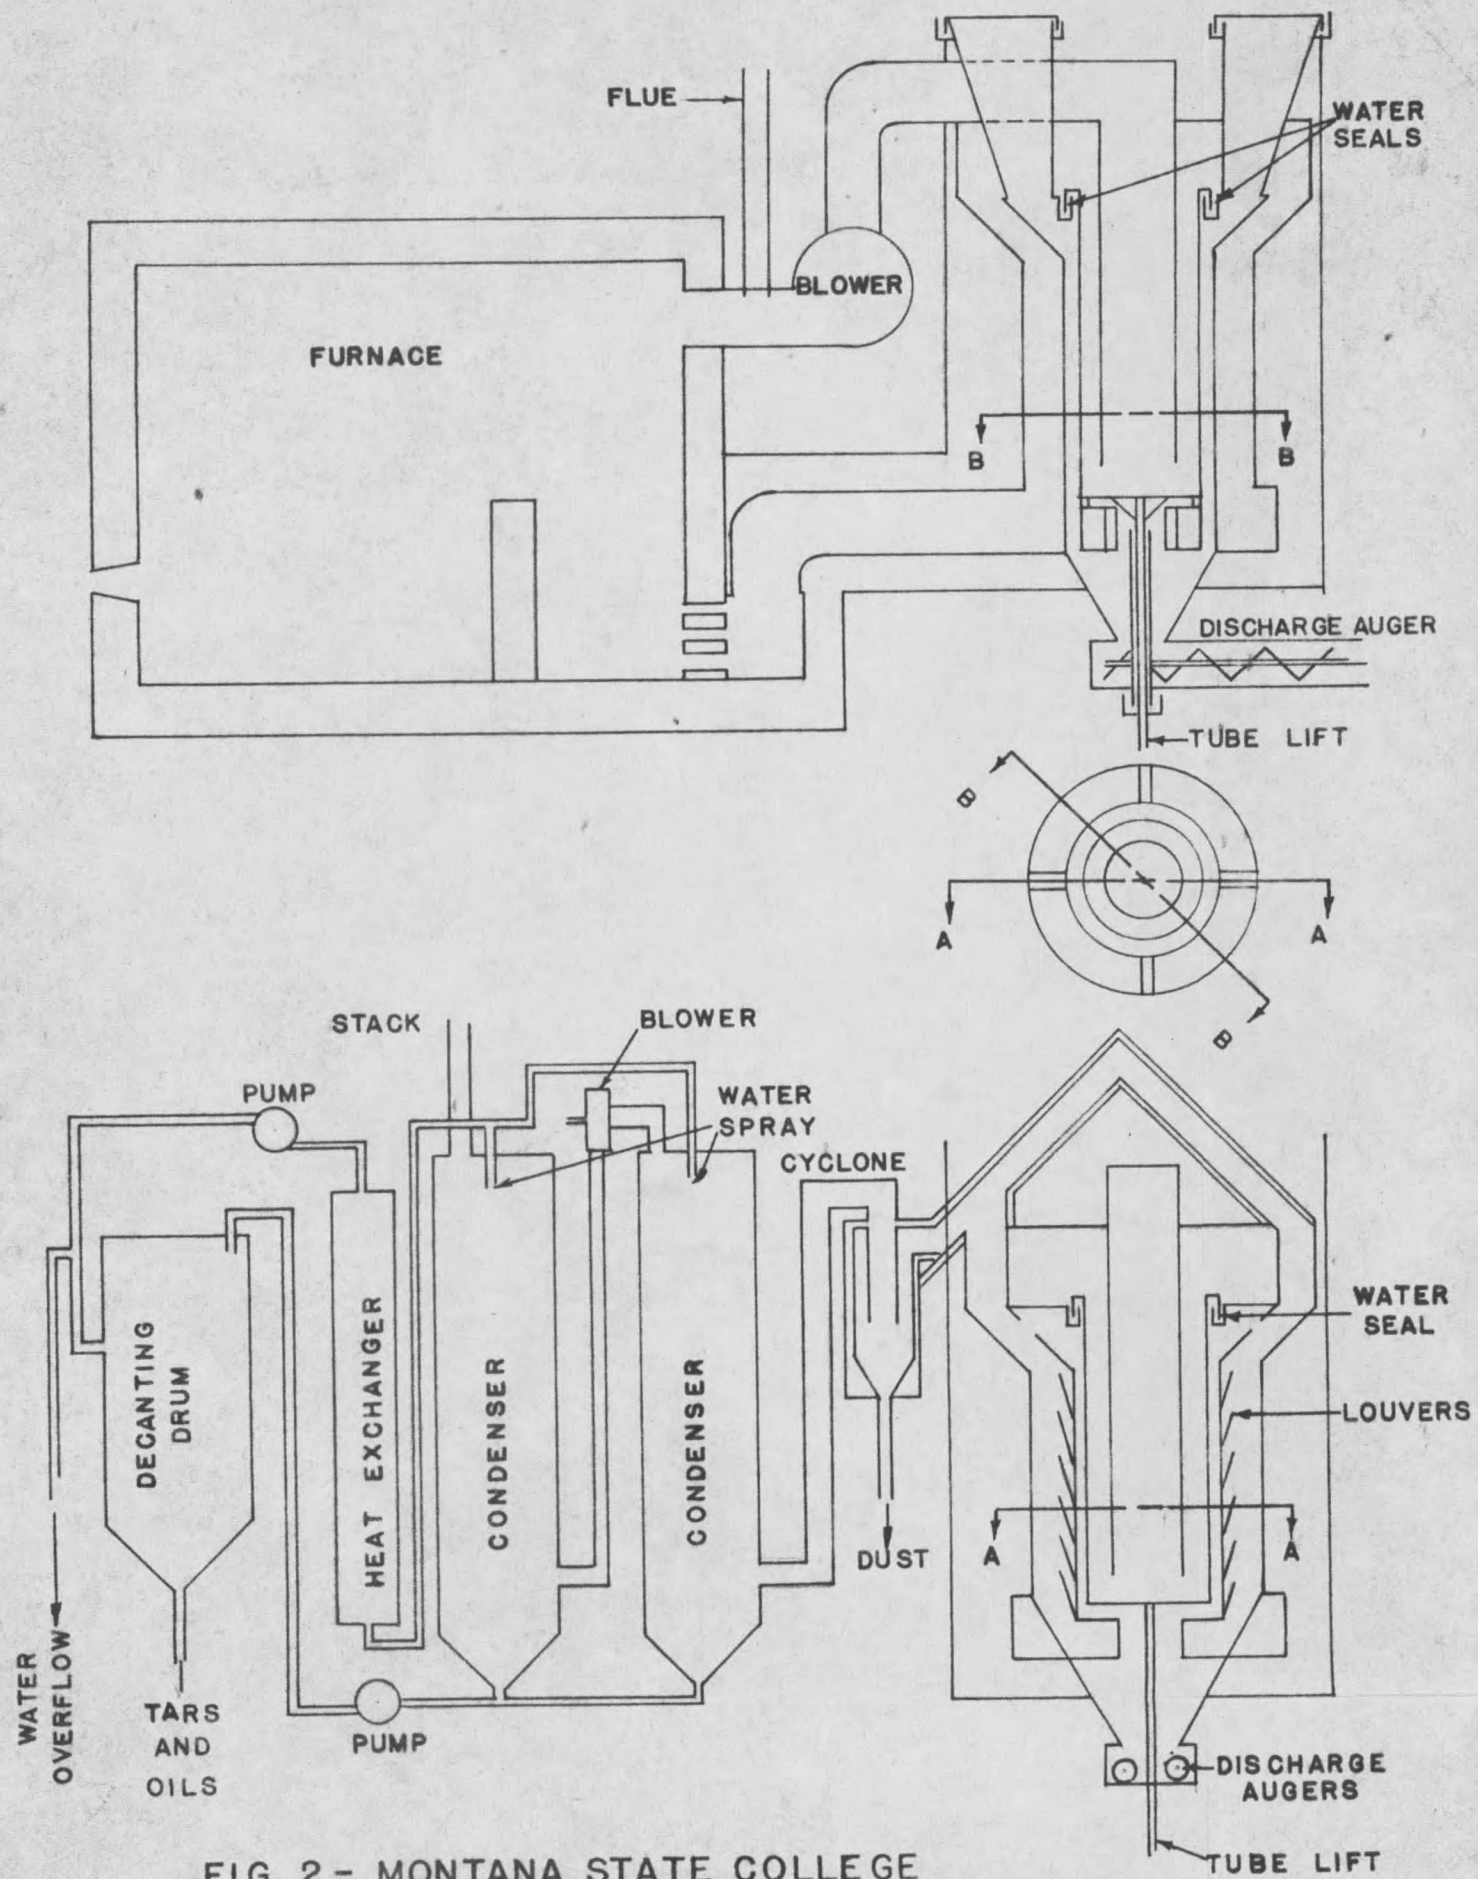 FLUE
WATER
SEALS
BLOWER
FURNACE
B
B
DISCHARGE AUGER
TUBE LIFT
B
A
A
B
STACK
BLOWER
PUMP
WATER
SPRAY
CYCLONE
WATER
SEAL
DECANTING
DRUM
HEAT EXCHANGER
CONDENSER
CONDENSER
LOUVERS
DUST
A
A
WATER
OVERFLOW
TARS
AND
OILS
PUMP
DISCHARGE
AUGERS
TUBE LIFT
FIG. 2 - MONTANA STATE COLLEGE